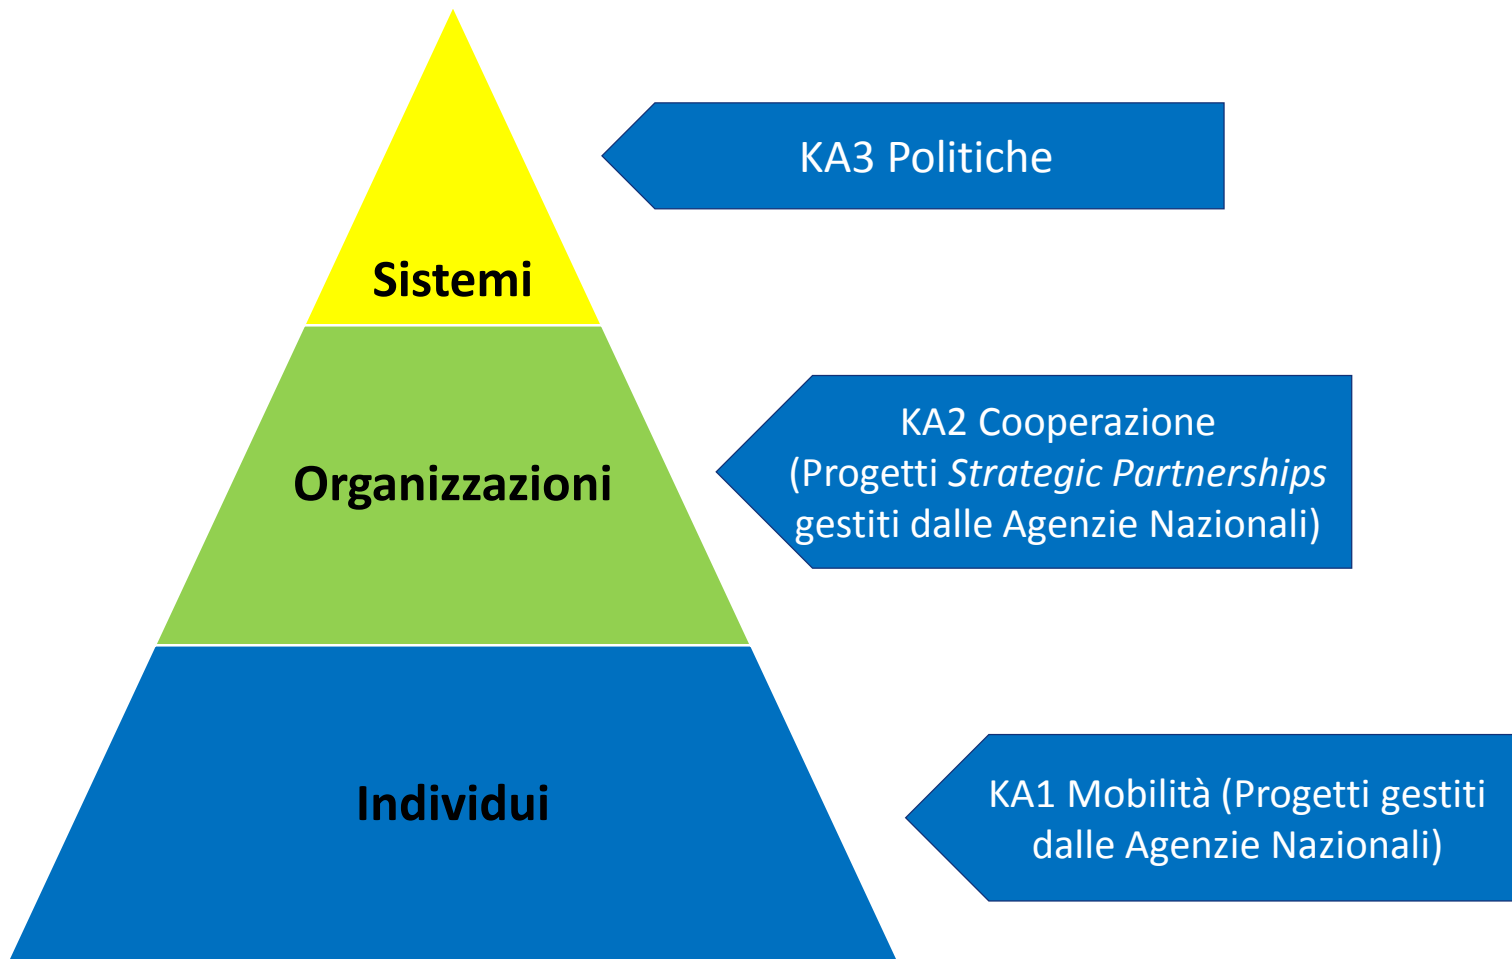 KA3 Politiche
Sistemi
KA2 Cooperazione
(Progetti Strategic Partnerships
gestiti dalle Agenzie Nazionali)
Organizzazioni
KA1 Mobilità (Progetti gestiti
dalle Agenzie Nazionali)
Individui